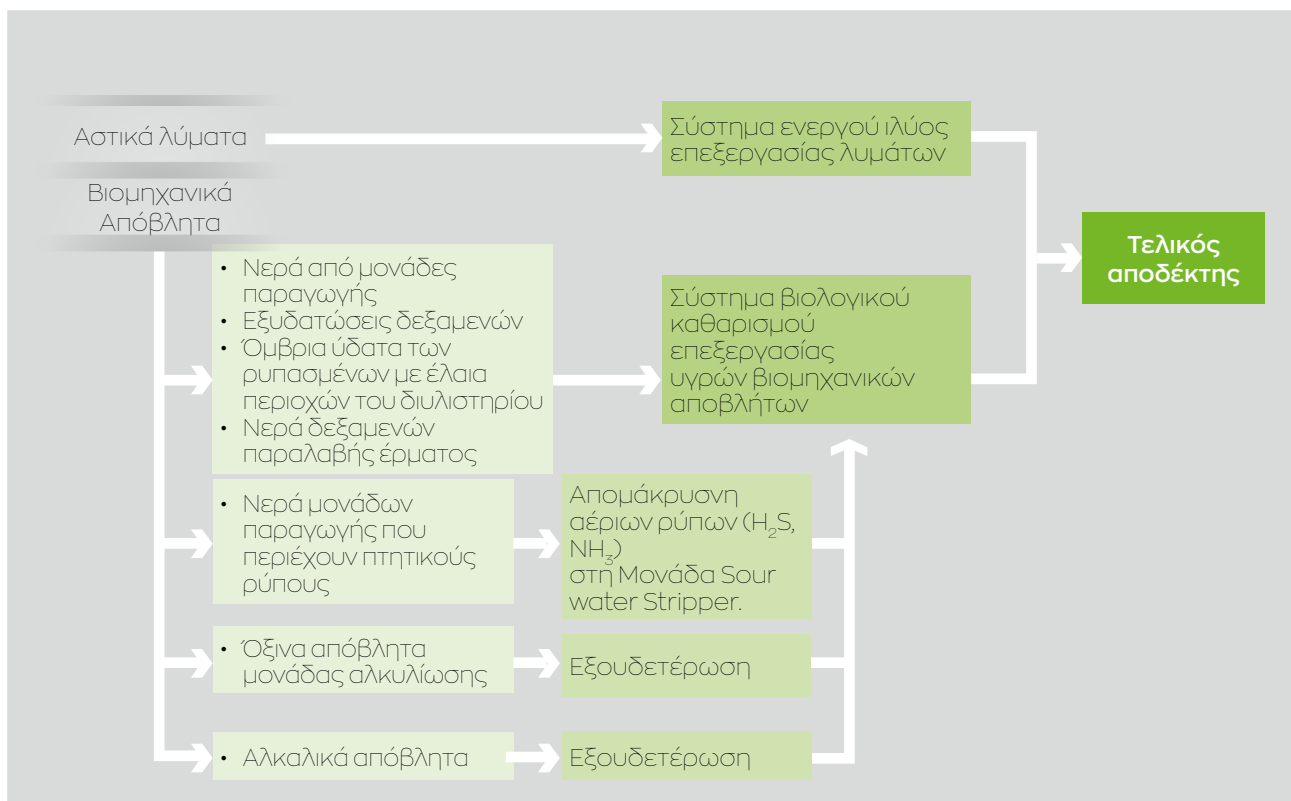 Αστικά λύματα
Σύστημα ενεργού ιλύος
επεξεργασίας λυμάτων
Βιομηχανικά
Απόβλητα
Τελικός
αποδέκτης
• Νερά από μονάδες
παραγωγής
• Εξυδατώσεις δεξαμενών
• Όμβρια ύδατα των
ρυπασμένων με έλαια
περιοχών του διυλιστηρίου
• Νερά δεξαμενών
παραλαβής έρματος
Σύστημα βιολογικού
καθαρισμού
επεξεργασίας
υγρών βιομηχανικών
αποβλήτων
• Νερά μονάδων
παραγωγής που
περιέχουν πτητικούς
ρύπους
Απομάκρυσνη
αέριων ρύπων (H₂S,
NH₃)
στη Μονάδα Sour
water Stripper.
• Όξινα απόβλητα
μονάδας αλκυλίωσης
Εξουδετέρωση
• Αλκαλικά απόβλητα
Εξουδετέρωση